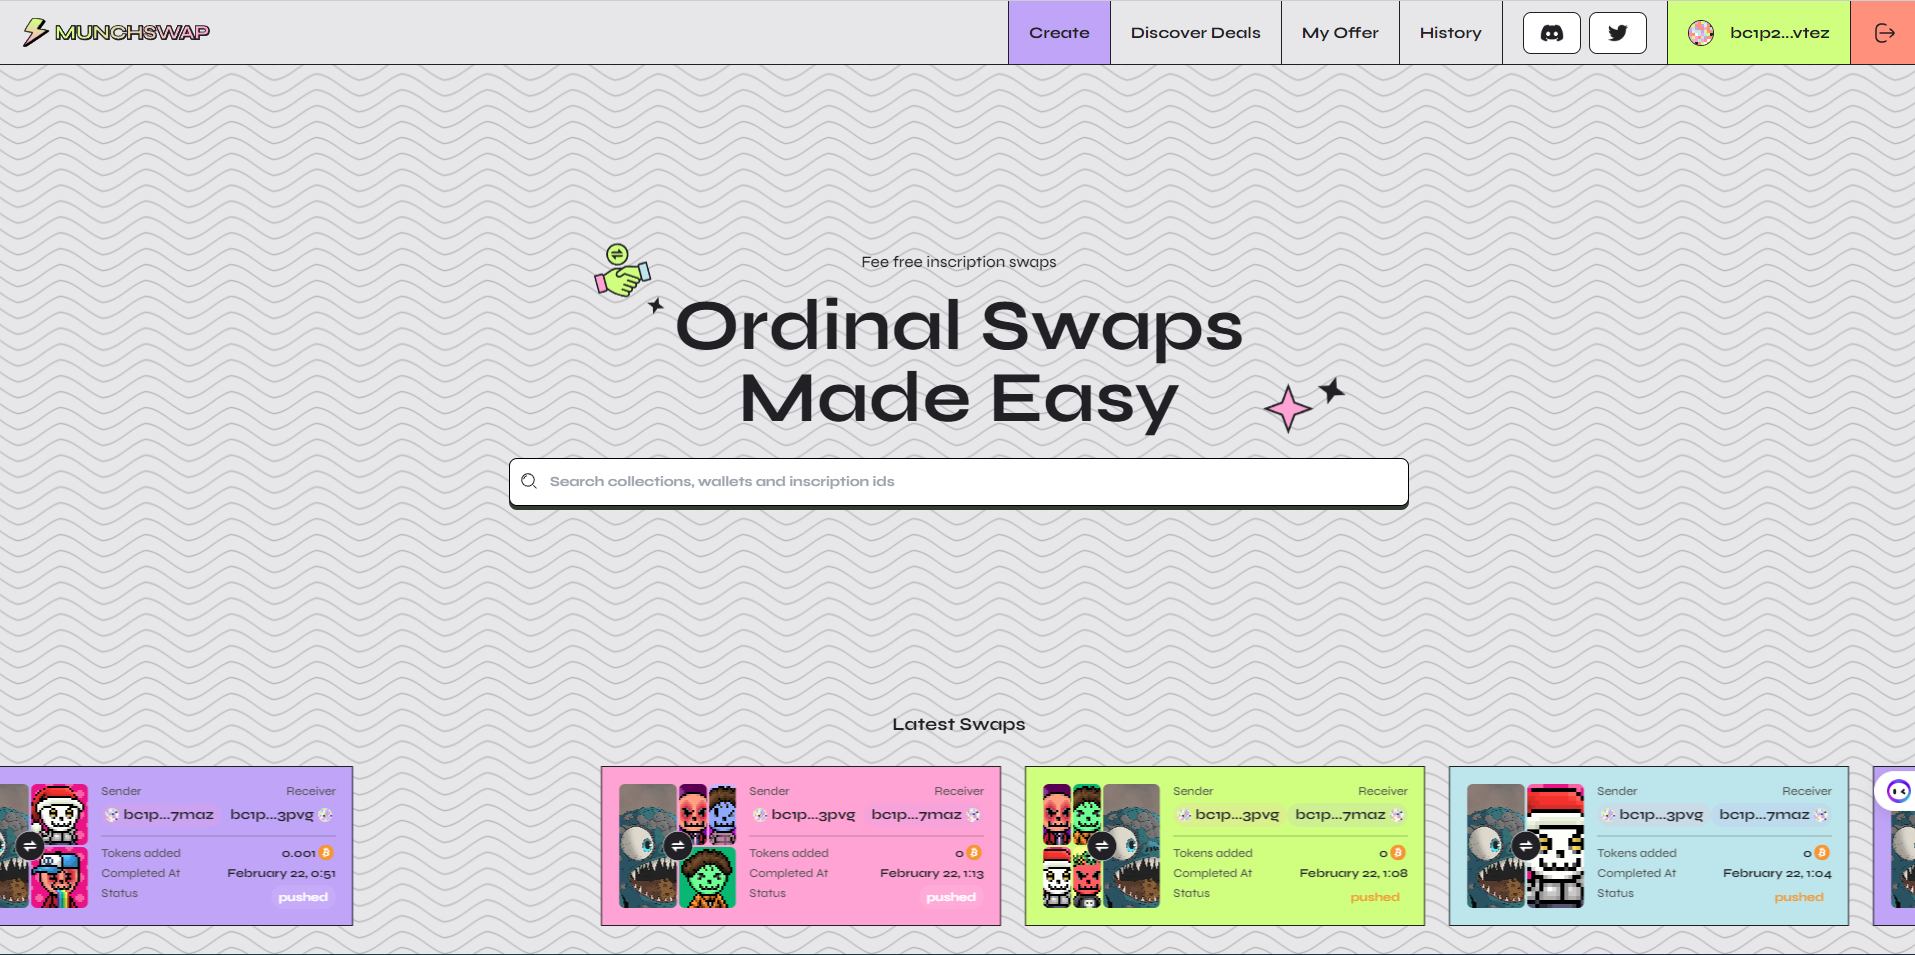 MUNCHSWAP
Create
Discover Deals
My Offer
History
bc1p2...vtez
Fee free inscription swaps
Ordinal Swaps
Made Easy
Search collections, wallets and inscription ids
Latest Swaps
Sender Receiver
bc1p...7maz bc1p...3pvg
Tokens added 0.001
Completed At February 22, 0:51
Status pushed
Sender Receiver
bc1p...3pvg bc1p...7maz
Tokens added 0
Completed At February 22, 1:13
Status pushed
Sender Receiver
bc1p...3pvg bc1p...7maz
Tokens added 0
Completed At February 22, 1:08
Status pushed
Sender Receiver
bc1p...3pvg bc1p...7maz
Tokens added 0
Completed At February 22, 1:04
Status pushed